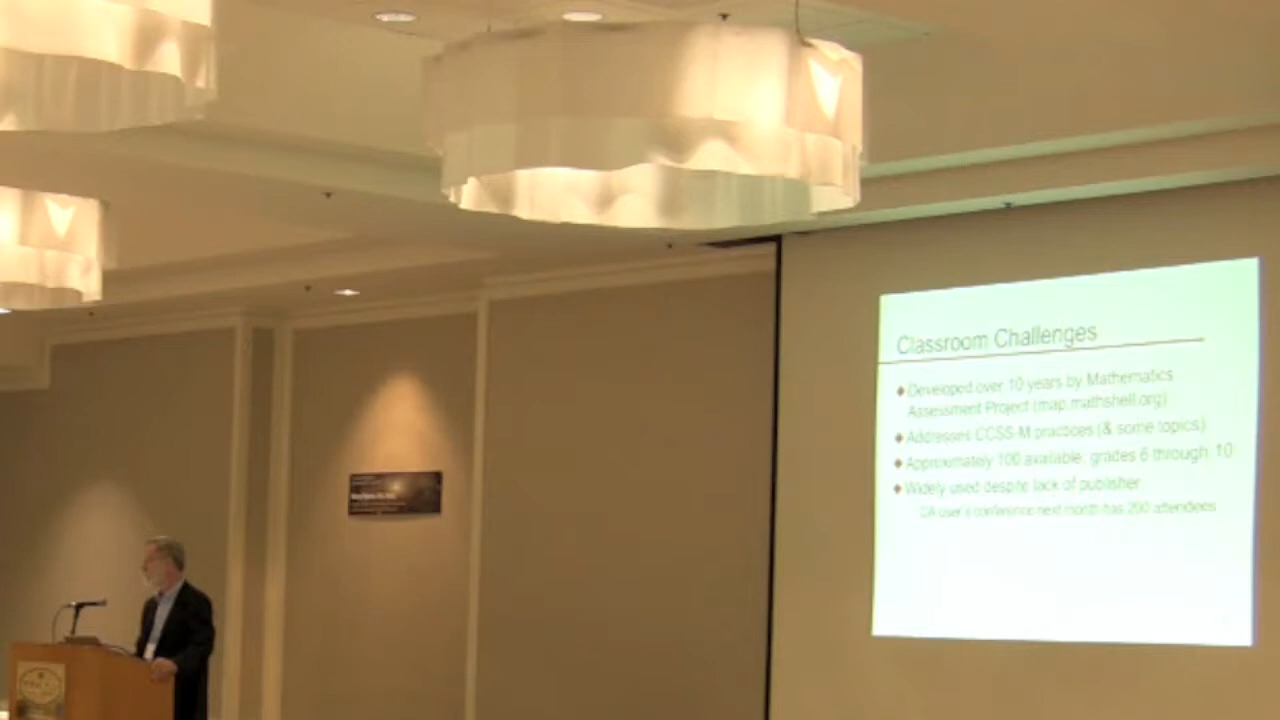 Classroom Challenges
Developed over 10 years by Mathematics
Assessment Project (map.mathshell.org)
Addresses CCSS-M practices (& some topics)
Approximately 100 available, grades 6 through 10
Widely used despite lack of publisher
CA user's conference next month has 200 attendees